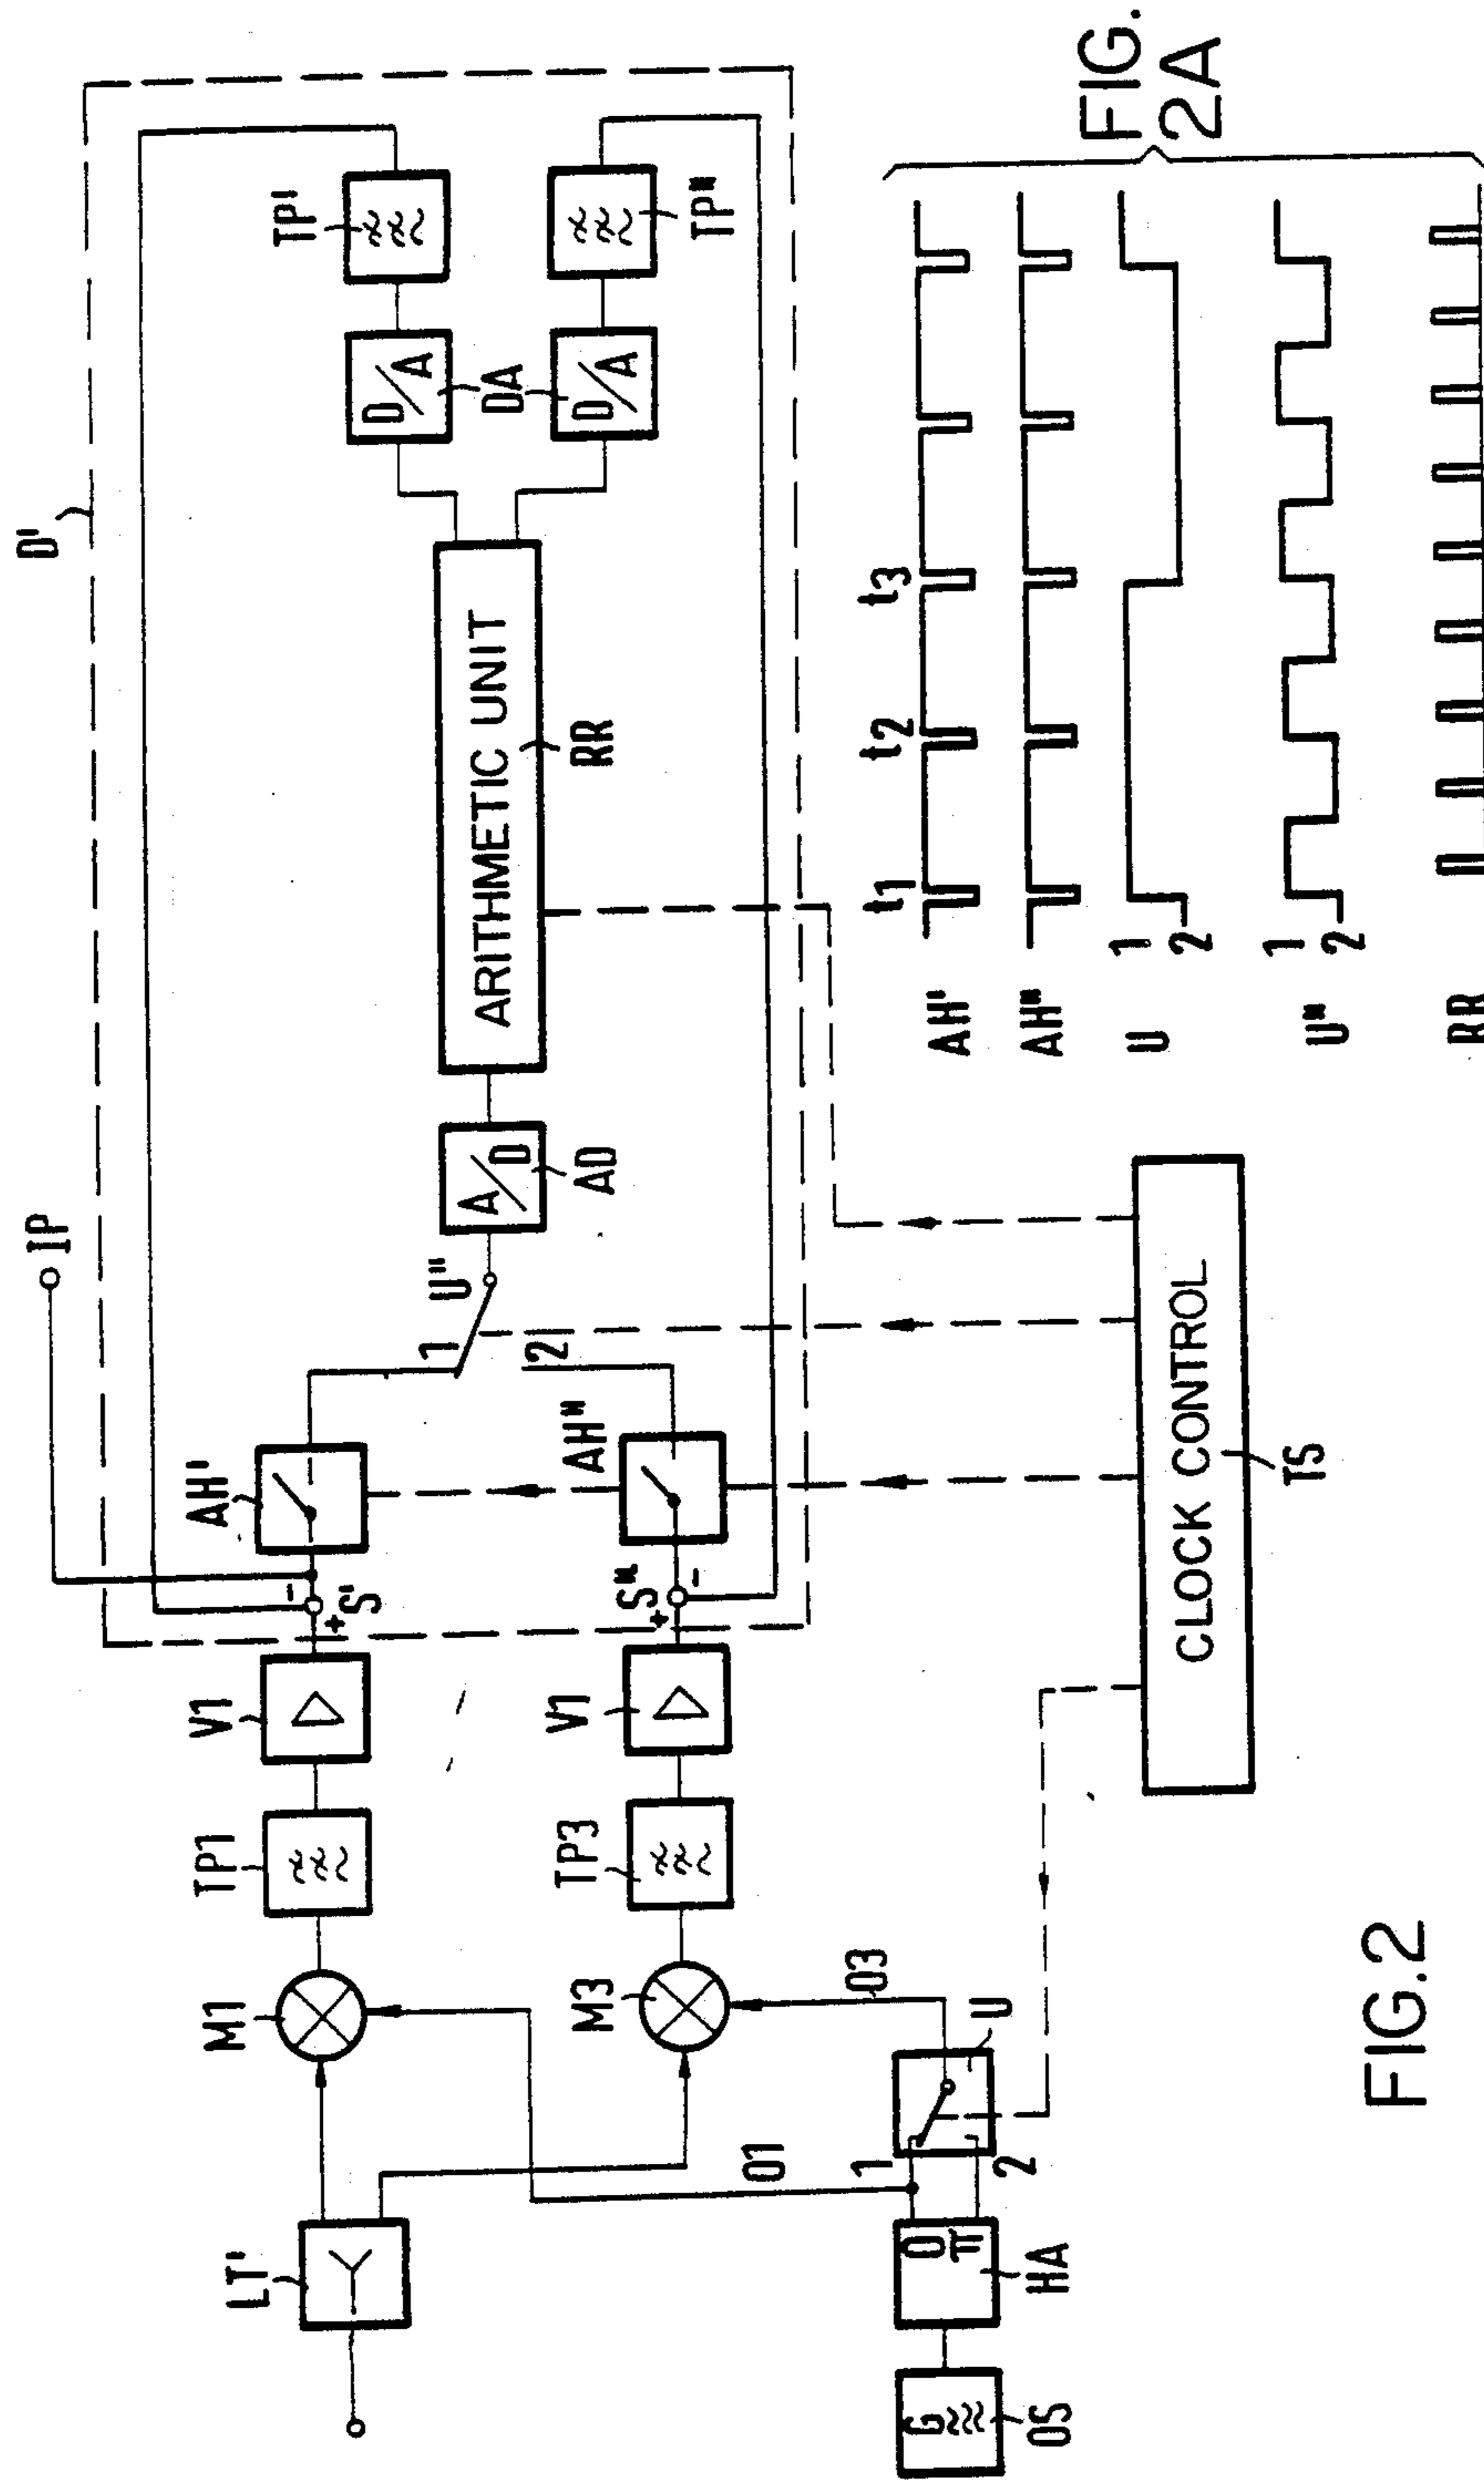 D'
IP
TP'
D/A
DA
D/A
TP"
ARITHMETIC UNIT
RR
A/D
AD
U"
1
2
AH'
AH"
-
+
S'
S"
+
-
V1
V1
TP1
TP3
M1
M3
LT'
01
03
U
1
2
0
π
HA
G
OS
CLOCK CONTROL
TS
FIG.2
FIG.
2A
t1
t2
t3
AH'
AH"
U
1
2
U"
1
2
RR